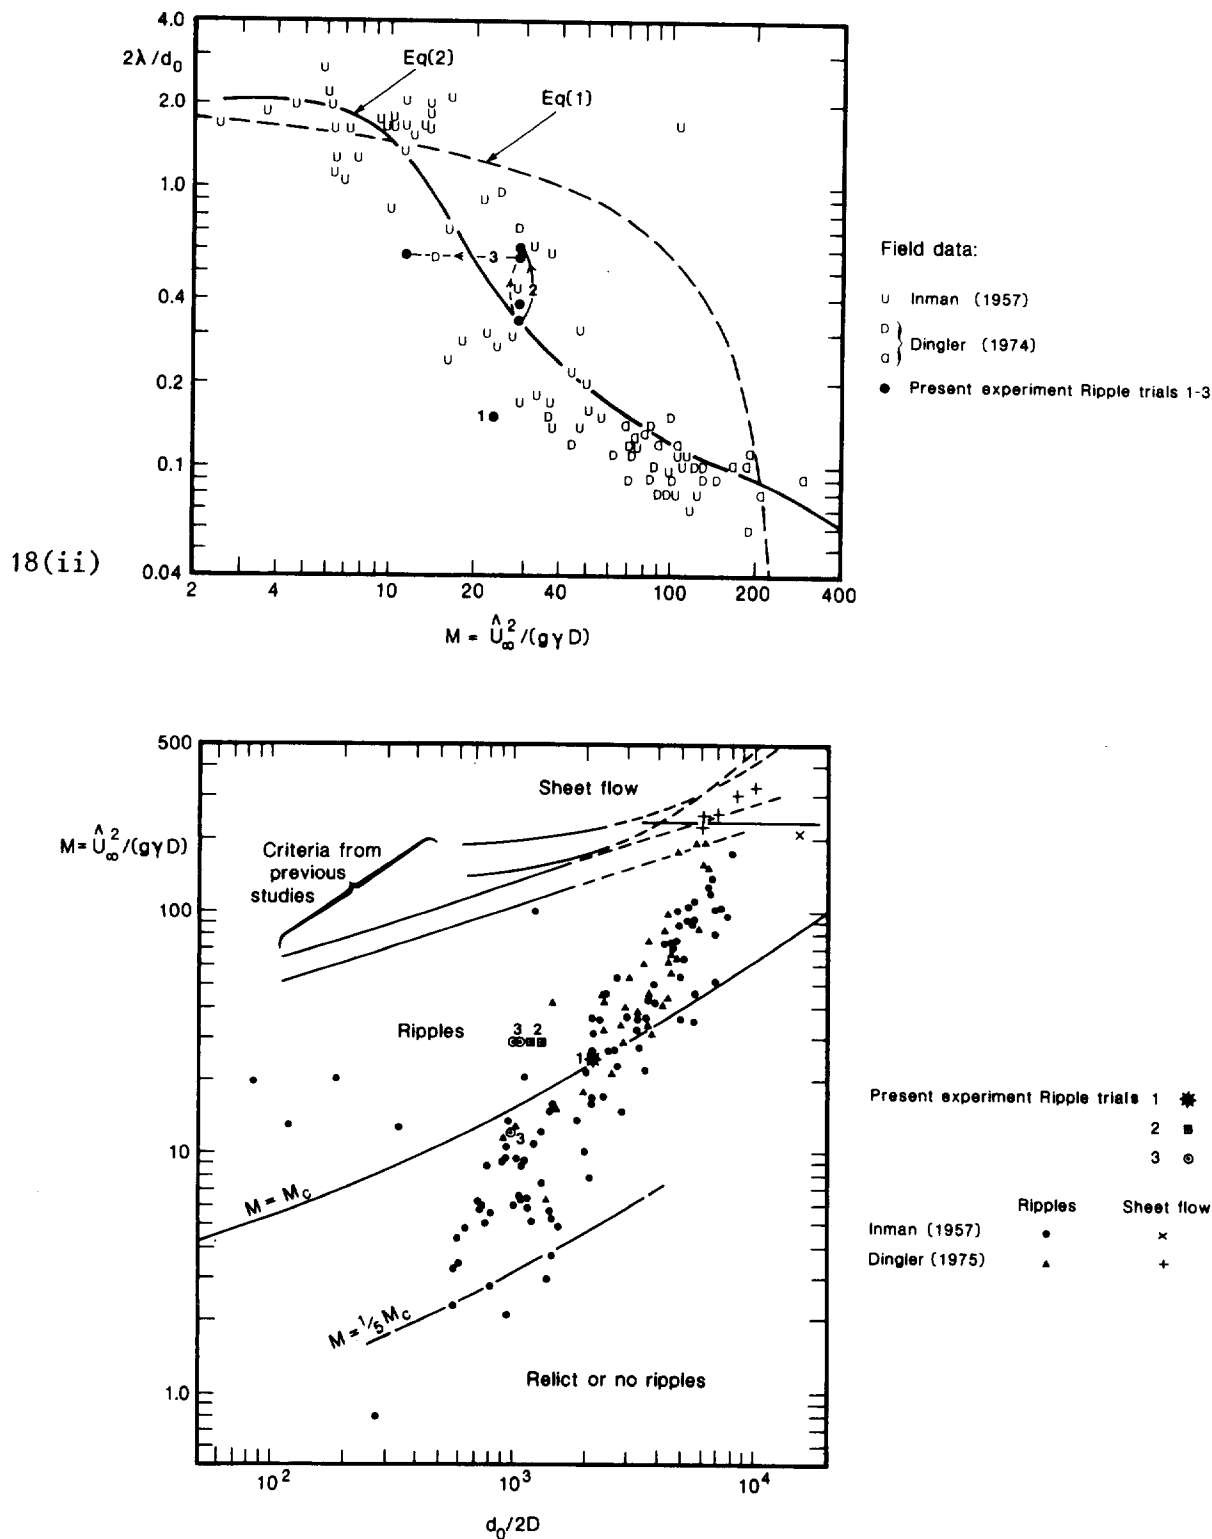 4.0
2λ/d₀
2.0
1.0
0.4
0.2
0.1
0.04
Eq(2)
Eq(1)
3
2
1
18(ii)
2 4 10 20 40 100 200 400
M = Û∞²/(gγD)
Field data:
U Inman (1957)
D
D } Dingler (1974)
● Present experiment Ripple trials 1-3
500
M = Û∞²/(gγD)
100
10
1.0
Sheet flow
Criteria from
previous
studies
Ripples
3 2
1
3
M = Mc
M = 1/5 Mc
Relict or no ripples
10² 10³ 10⁴
d₀/2D
Present experiment Ripple trials 1
2
3
Ripples Sheet flow
Inman (1957) ● ×
Dingler (1975) ▲ +